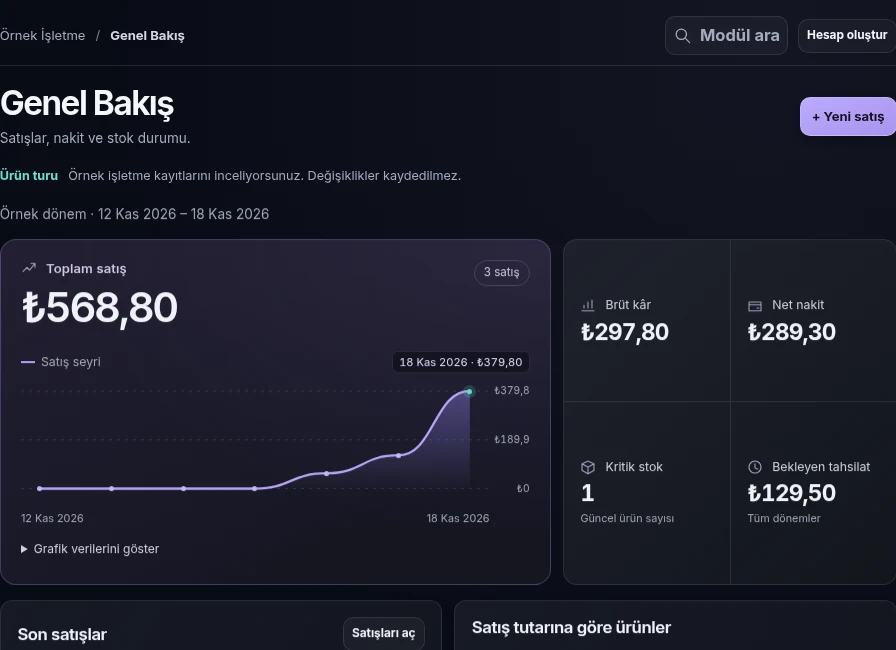 Örnek İşletme / Genel Bakış
Modül ara
Hesap oluştur
Genel Bakış
Satışlar, nakit ve stok durumu.
+ Yeni satış
Ürün turu Örnek işletme kayıtlarını inceliyorsunuz. Değişiklikler kaydedilmez.
Örnek dönem · 12 Kas 2026 – 18 Kas 2026
Toplam satış
3 satış
₺568,80
Satış seyri
18 Kas 2026 · ₺379,80
₺379,8
₺189,9
₺0
12 Kas 2026
18 Kas 2026
Grafik verilerini göster
Brüt kâr
₺297,80
Net nakit
₺289,30
Kritik stok
1
Güncel ürün sayısı
Bekleyen tahsilat
₺129,50
Tüm dönemler
Son satışlar
Satışları aç
Satış tutarına göre ürünler